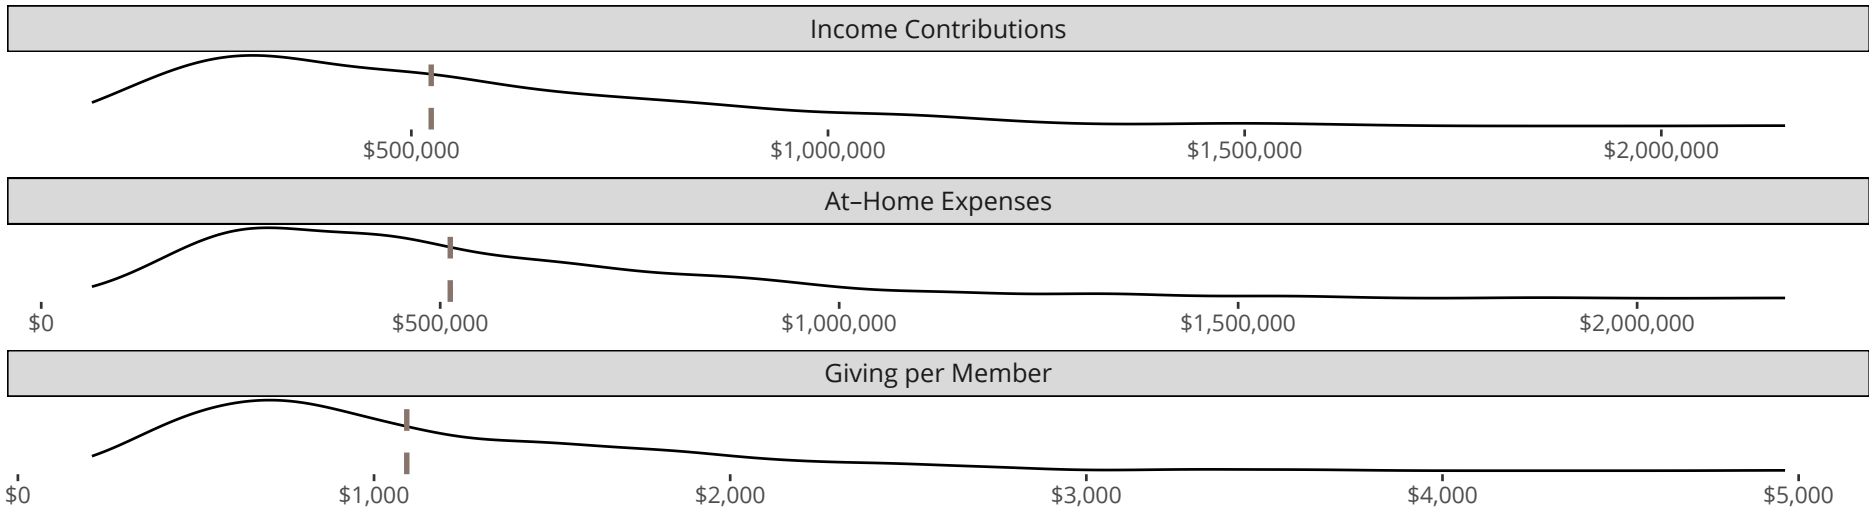 Income Contributions
$500,000 $1,000,000 $1,500,000 $2,000,000
At–Home Expenses
$0 $500,000 $1,000,000 $1,500,000 $2,000,000
Giving per Member
$0 $1,000 $2,000 $3,000 $4,000 $5,000